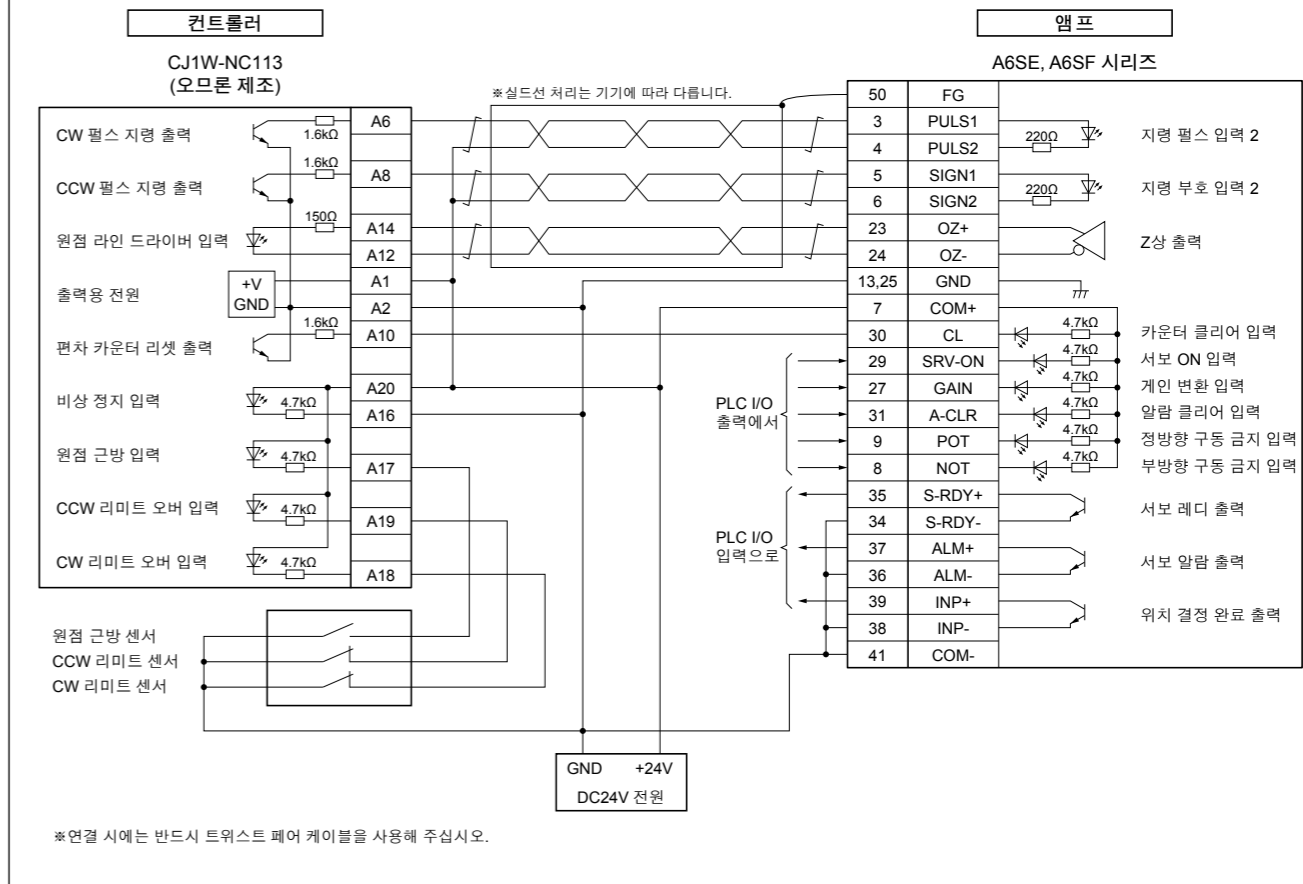 컨트롤러
앰프
CJ1W-NC113
(오므론 제조)
A6SE, A6SF 시리즈
※실드선 처리는 기기에 따라 다릅니다.
CW 펄스 지령 출력
1.6kΩ
A6
CCW 펄스 지령 출력
1.6kΩ
A8
원점 라인 드라이버 입력
150Ω
A14
A12
출력용 전원
+V
GND
A1
A2
편차 카운터 리셋 출력
1.6kΩ
A10
비상 정지 입력
4.7kΩ
A20
A16
원점 근방 입력
4.7kΩ
A17
CCW 리미트 오버 입력
4.7kΩ
A19
CW 리미트 오버 입력
4.7kΩ
A18
원점 근방 센서
CCW 리미트 센서
CW 리미트 센서
PLC I/O
출력에서
PLC I/O
입력으로
50 FG
3 PULS1
4 PULS2
220Ω
지령 펄스 입력 2
5 SIGN1
6 SIGN2
220Ω
지령 부호 입력 2
23 OZ+
24 OZ-
Z상 출력
13,25 GND
7 COM+
30 CL 4.7kΩ 카운터 클리어 입력
29 SRV-ON 4.7kΩ 서보 ON 입력
27 GAIN 4.7kΩ 게인 변환 입력
31 A-CLR 4.7kΩ 알람 클리어 입력
9 POT 4.7kΩ 정방향 구동 금지 입력
8 NOT 4.7kΩ 부방향 구동 금지 입력
35 S-RDY+
34 S-RDY-
서보 레디 출력
37 ALM+
36 ALM-
서보 알람 출력
39 INP+
38 INP-
위치 결정 완료 출력
41 COM-
GND +24V
DC24V 전원
※연결 시에는 반드시 트위스트 페어 케이블을 사용해 주십시오.